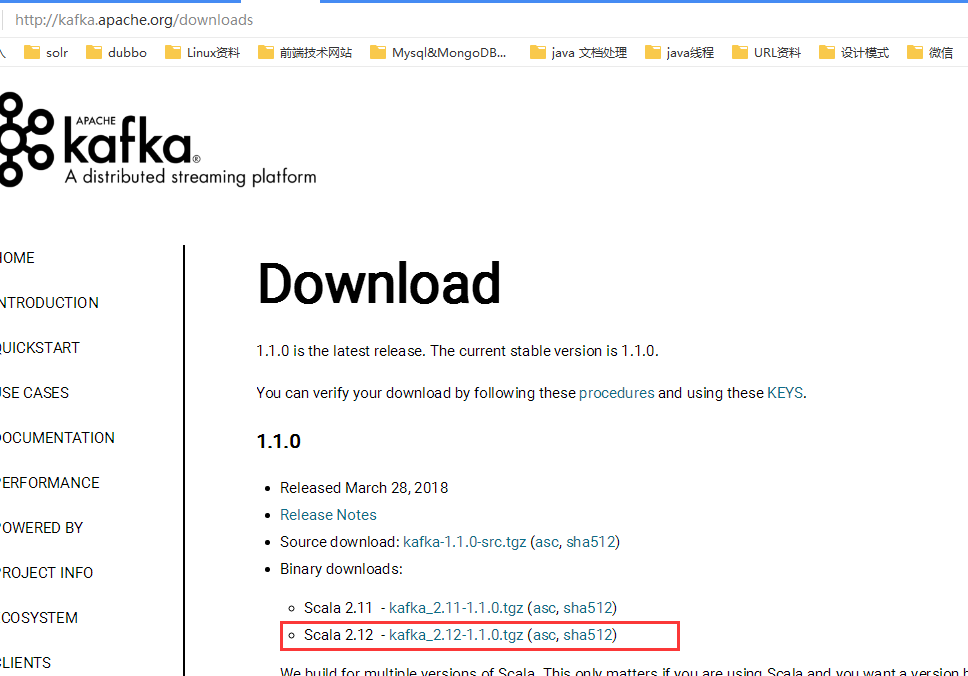 http://kafka.apache.org/downloads
solr dubbo Linux资料 前端技术网站 Mysql&MongoDB... java 文档处理 java线程 URL资料 设计模式 微信
APACHE
kafka®
A distributed streaming platform
HOME
INTRODUCTION
QUICKSTART
USE CASES
DOCUMENTATION
PERFORMANCE
POWERED BY
PROJECT INFO
ECOSYSTEM
CLIENTS
Download
1.1.0 is the latest release. The current stable version is 1.1.0.
You can verify your download by following these procedures and using these KEYS.
1.1.0
Released March 28, 2018
Release Notes
Source download: kafka-1.1.0-src.tgz (asc, sha512)
Binary downloads:
Scala 2.11 - kafka_2.11-1.1.0.tgz (asc, sha512)
Scala 2.12 - kafka_2.12-1.1.0.tgz (asc, sha512)
We build for multiple versions of Scala. This only matters if you are using Scala and you want a version